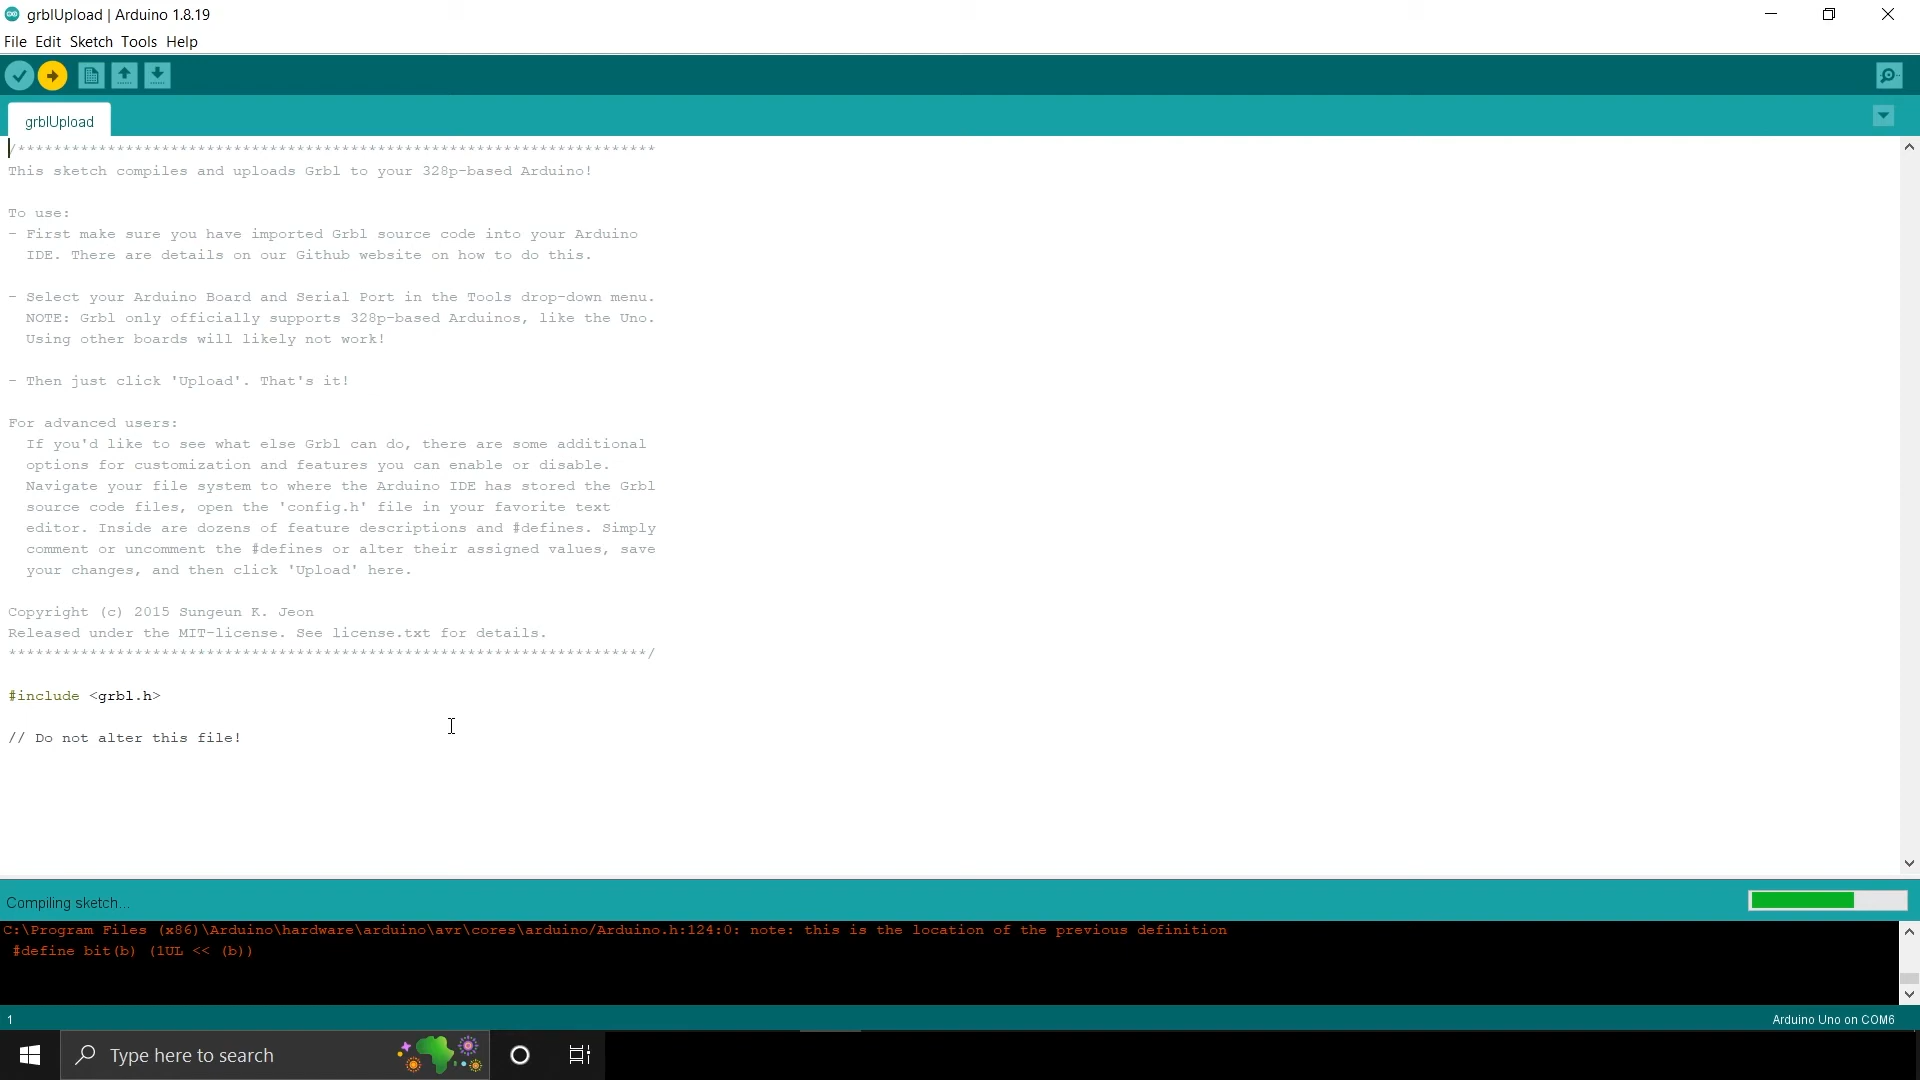 grblUpload | Arduino 1.8.19
File Edit Sketch Tools Help
grblUpload
/***********************************************************************
This sketch compiles and uploads Grbl to your 328p-based Arduino!
To use:
- First make sure you have imported Grbl source code into your Arduino
IDE. There are details on our Github website on how to do this.
- Select your Arduino Board and Serial Port in the Tools drop-down menu.
NOTE: Grbl only officially supports 328p-based Arduinos, like the Uno.
Using other boards will likely not work!
- Then just click 'Upload'. That's it!
For advanced users:
If you'd like to see what else Grbl can do, there are some additional
options for customization and features you can enable or disable.
Navigate your file system to where the Arduino IDE has stored the Grbl
source code files, open the 'config.h' file in your favorite text
editor. Inside are dozens of feature descriptions and #defines. Simply
comment or uncomment the #defines or alter their assigned values, save
your changes, and then click 'Upload' here.
Copyright (c) 2015 Sungeun K. Jeon
Released under the MIT-license. See license.txt for details.
***********************************************************************/
#include <grbl.h>
// Do not alter this file!
Compiling sketch...
C:\Program Files (x86)\Arduino\hardware\arduino\avr\cores\arduino/Arduino.h:124:0: note: this is the location of the previous definition
#define bit(b) (1UL << (b))
1
Arduino Uno on COM6
Type here to search